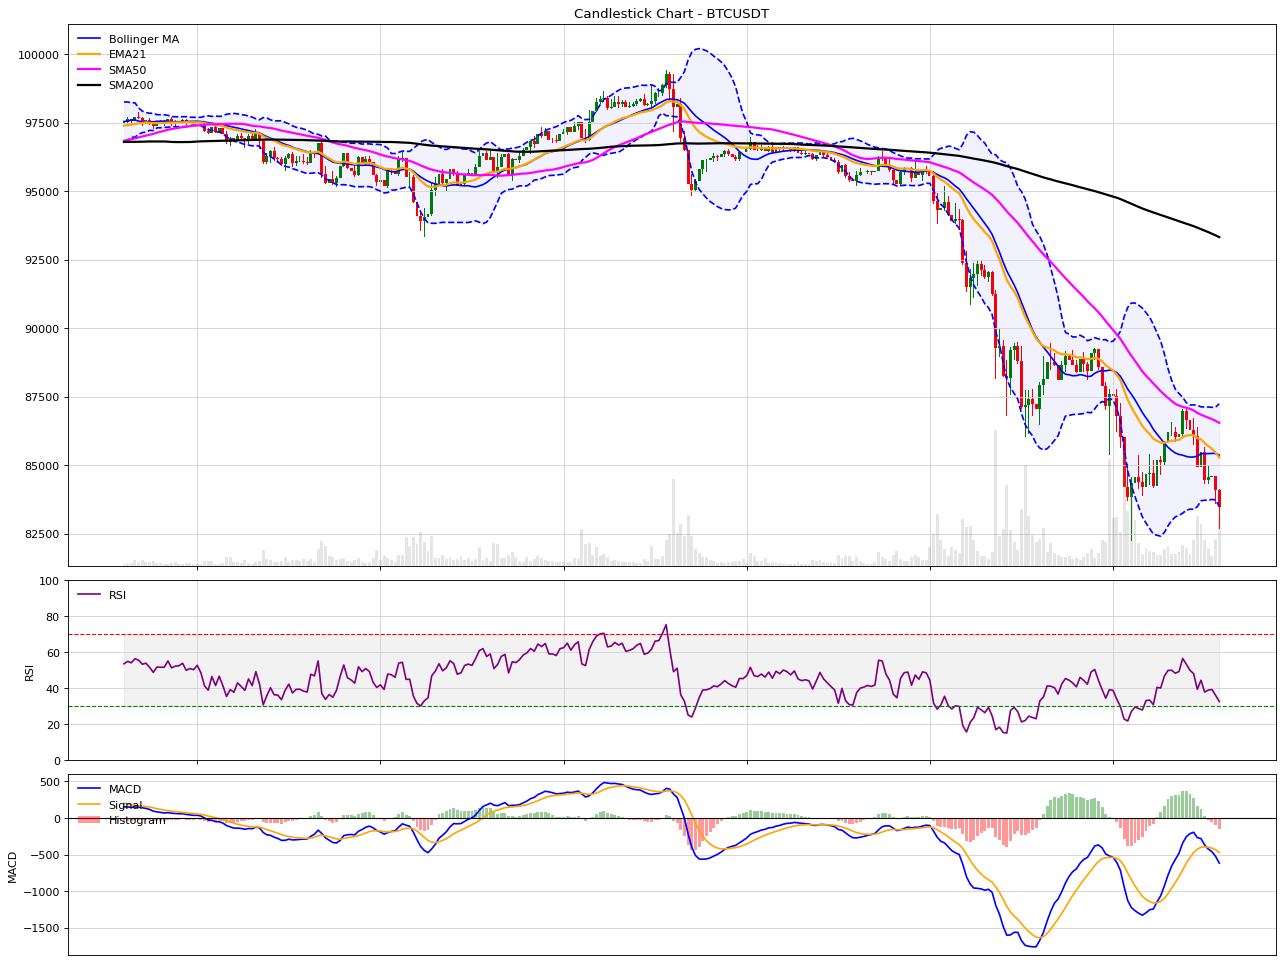 Candlestick Chart - BTCUSDT
Bollinger MA
EMA21
SMA50
SMA200
100000
97500
95000
92500
90000
87500
85000
82500
RSI
RSI
100
80
60
40
20
0
MACD
Signal
Histogram
MACD
500
0
−500
−1000
−1500